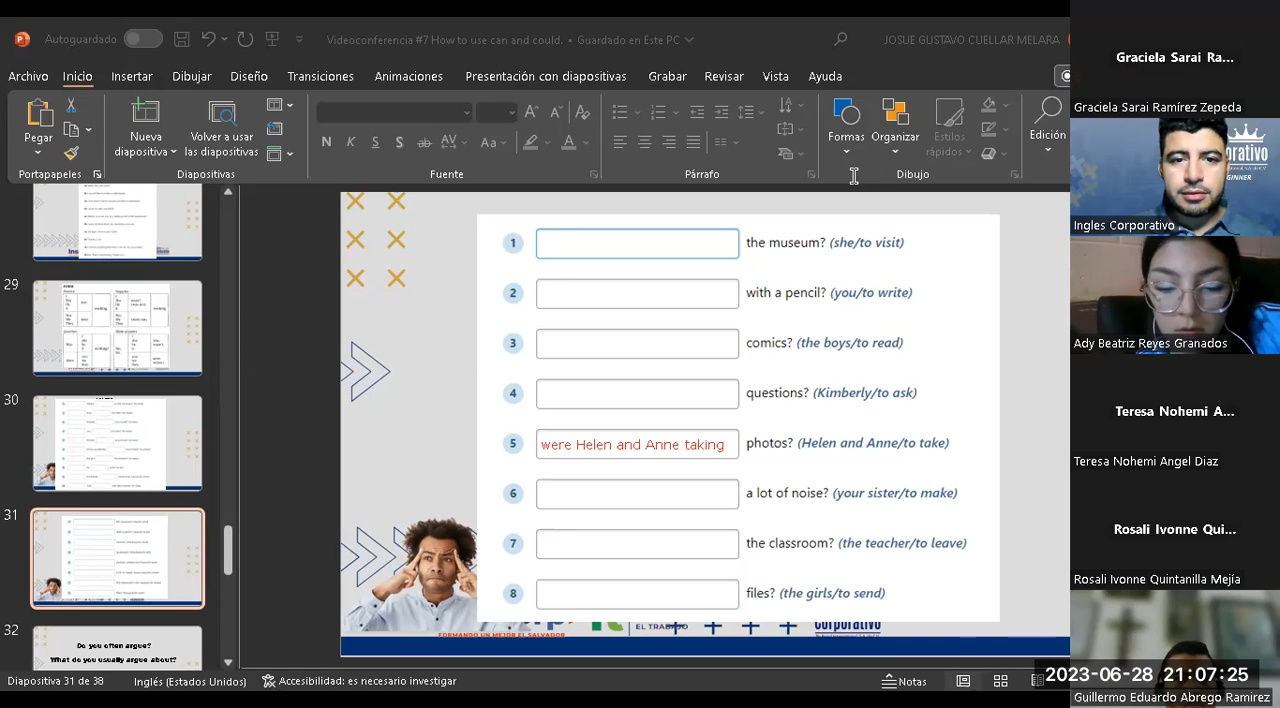 Autoguardado
Videoconferencia #7 How to use can and could. • Guardado en Este PC
JOSUE GUSTAVO CUELLAR MELARA
Archivo Inicio Insertar Dibujar Diseño Transiciones Animaciones Presentación con diapositivas Grabar Revisar Vista Ayuda
Pegar
Nueva diapositiva
Volver a usar las diapositivas
Formas
Organizar
Estilos rápidos
Edición
Portapapeles
Diapositivas
Fuente
Párrafo
Dibujo
29
30
31
32
Do you often argue?
What do you usually argue about?
1 the museum? (she/to visit)
2 with a pencil? (you/to write)
3 comics? (the boys/to read)
4 questions? (Kimberly/to ask)
5 were Helen and Anne taking photos? (Helen and Anne/to take)
6 a lot of noise? (your sister/to make)
7 the classroom? (the teacher/to leave)
8 files? (the girls/to send)
FORMANDO UN MEJOR EL SALVADOR
EL TRABAJO
corporativo
Diapositiva 31 de 38
Inglés (Estados Unidos)
Accesibilidad: es necesario investigar
Notas
Graciela Sarai Ra...
Graciela Sarai Ramírez Zepeda
Ingles Corporativo
Ady Beatriz Reyes Granados
Teresa Nohemi A...
Teresa Nohemi Angel Diaz
Rosali Ivonne Qui...
Rosali Ivonne Quintanilla Mejía
2023-06-28 21:07:25
Guillermo Eduardo Abrego Ramirez